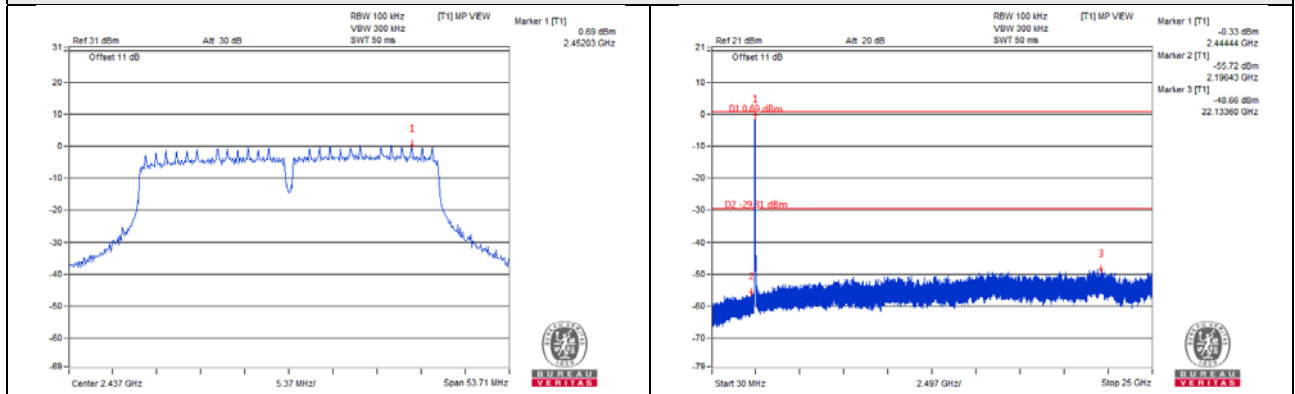 RBW 100 kHz [T1] MP VIEW Marker 1 [T1]
VBW 300 kHz 0.69 dBm
Ref 31 dBm Att 30 dB SWT 50 ms 2.45203 GHz
31
Offset 11 dB
20
10
1
0
-10
-20
-30
-40
-50
-60
-69
Center 2.437 GHz 5.37 MHz/ Span 53.71 MHz
BUREAU VERITAS
1828
BUREAU
VERITAS
RBW 100 kHz [T1] MP VIEW Marker 1 [T1]
VBW 300 kHz -0.33 dBm
Ref 21 dBm Att 20 dB SWT 50 ms 2.44444 GHz
Marker 2 [T1]
-55.72 dBm
2.19643 GHz
Marker 3 [T1]
-48.66 dBm
22.13360 GHz
21
Offset 11 dB
10
1
D1 0.69 dBm
0
-10
-20
D2 -29.31 dBm
-30
-40
3
-50
2
-60
-70
-79
Start 30 MHz 2.497 GHz/ Stop 25 GHz
BUREAU VERITAS
1828
BUREAU
VERITAS